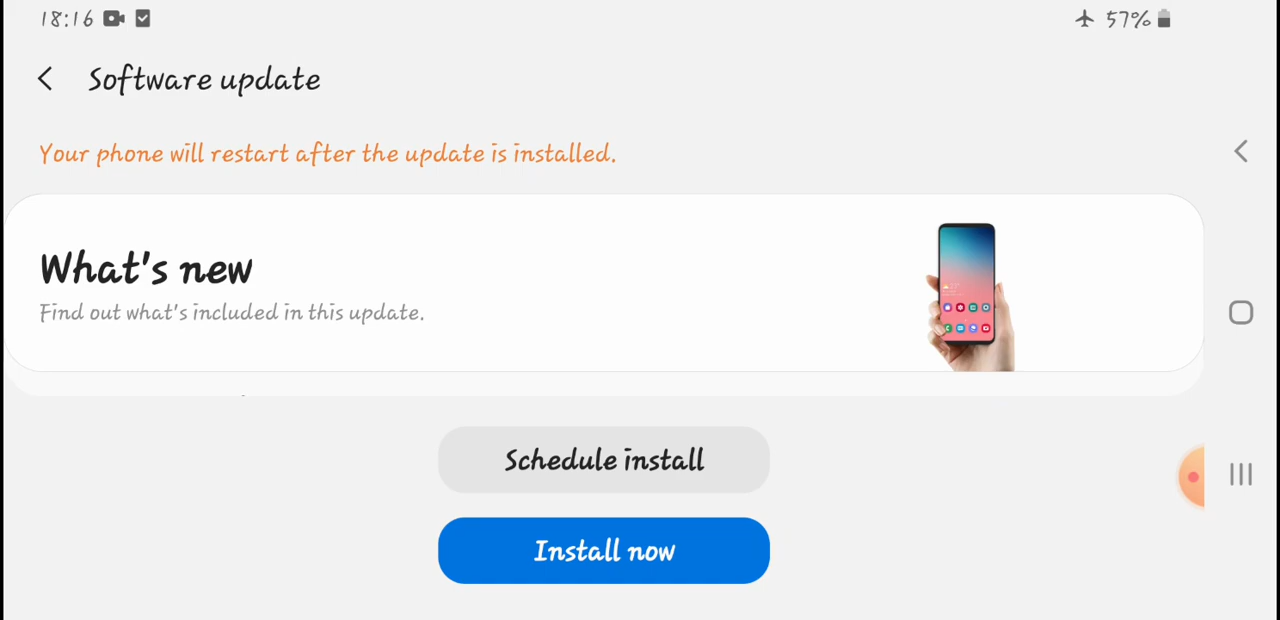 18:16 57%
Software update
Your phone will restart after the update is installed.
What's new
Find out what's included in this update.
Schedule install
Install now